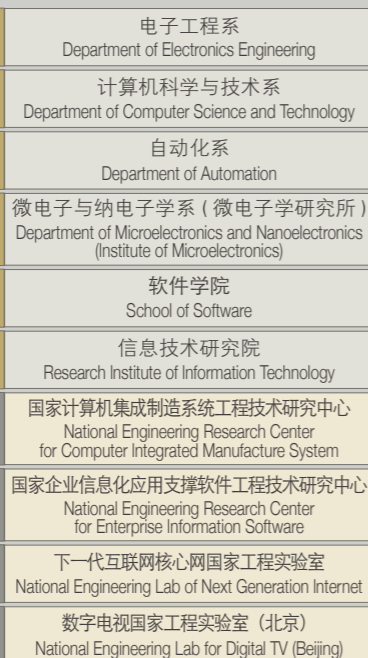 电子工程系
Department of Electronics Engineering
计算机科学与技术系
Department of Computer Science and Technology
自动化系
Department of Automation
微电子与纳电子学系 ( 微电子学研究所 )
Department of Microelectronics and Nanoelectronics
(Institute of Microelectronics)
软件学院
School of Software
信息技术研究院
Research Institute of Information Technology
国家计算机集成制造系统工程技术研究中心
National Engineering Research Center
for Computer Integrated Manufacture System
国家企业信息化应用支撑软件工程技术研究中心
National Engineering Research Center
for Enterprise Information Software
下一代互联网核心网国家工程实验室
National Engineering Lab of Next Generation Internet
数字电视国家工程实验室（北京）
National Engineering Lab for Digital TV (Beijing)